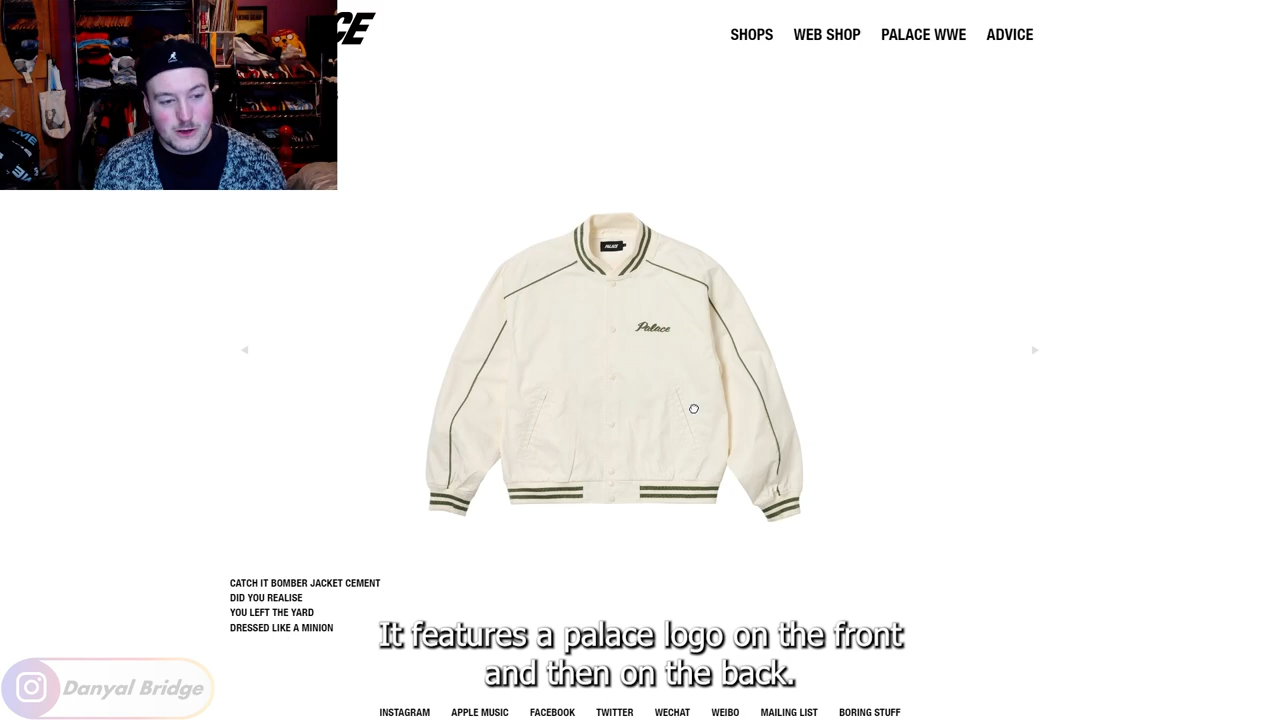 CE
SHOPS WEB SHOP PALACE WWE ADVICE
PALACE
Palace
CATCH IT BOMBER JACKET CEMENT
DID YOU REALISE
YOU LEFT THE YARD
DRESSED LIKE A MINION
It features a palace logo on the front
and then on the back.
Danyal Bridge
INSTAGRAM APPLE MUSIC FACEBOOK TWITTER WECHAT WEIBO MAILING LIST BORING STUFF